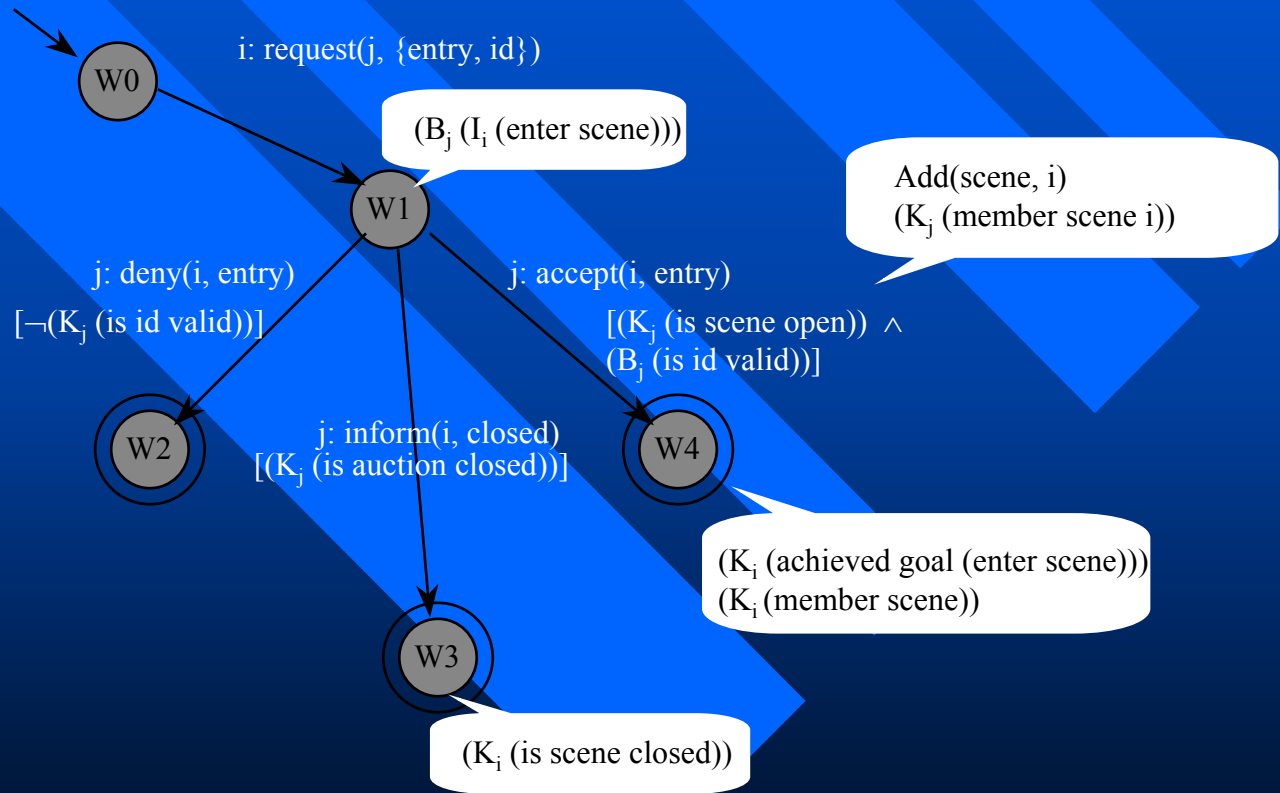 i: request(j, {entry, id})
W0
(B_j (I_i (enter scene)))
Add(scene, i)
(K_j (member scene i))
W1
j: deny(i, entry)
[¬(K_j (is id valid))]
j: accept(i, entry)
[(K_j (is scene open)) ∧
(B_j (is id valid))]
W2
j: inform(i, closed)
[(K_j (is auction closed))]
W4
(K_i (achieved goal (enter scene)))
(K_i (member scene))
W3
(K_i (is scene closed))